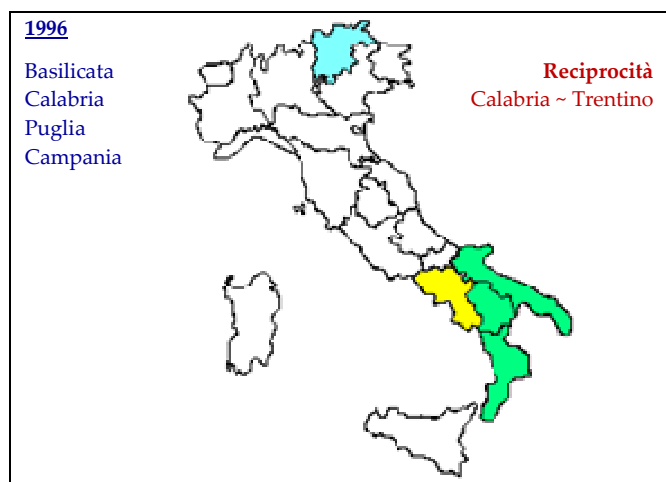 1996
Basilicata
Calabria
Puglia
Campania
Reciprocità
Calabria ~ Trentino